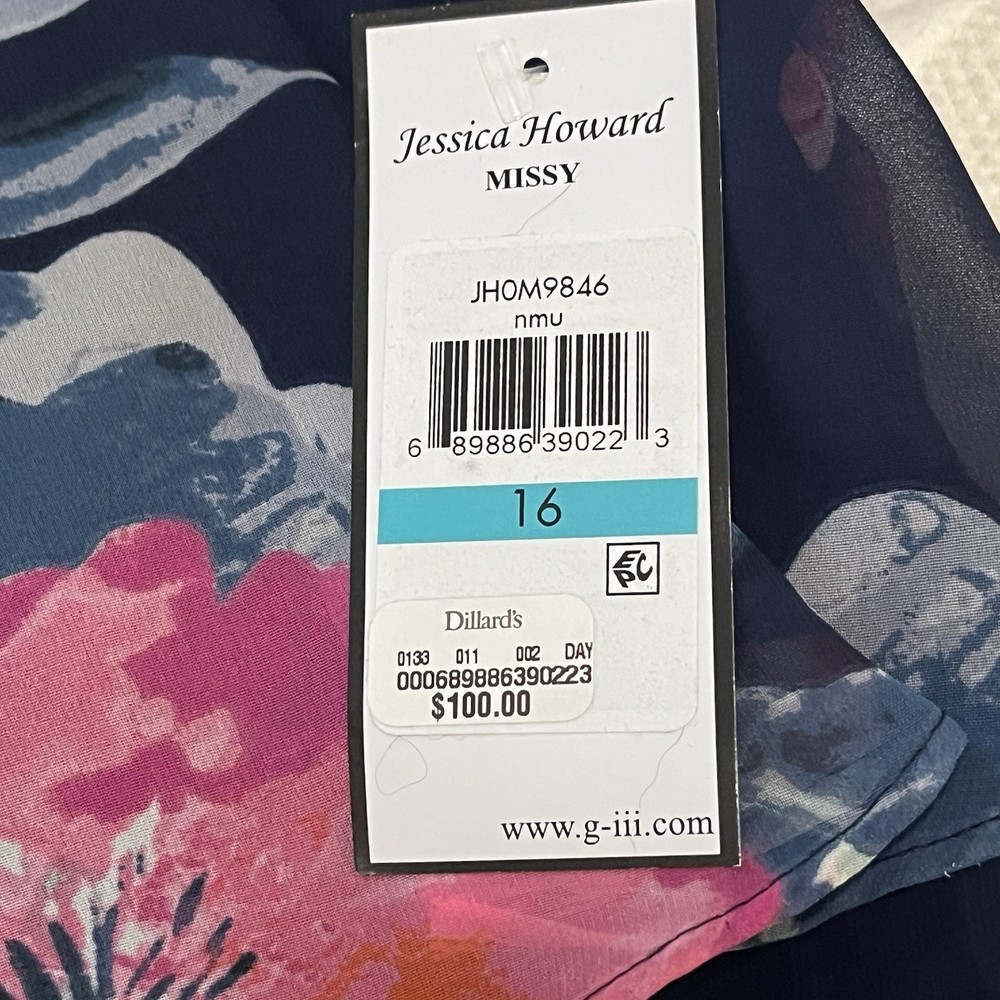 Jessica Howard
MISSY
JH0M9846
nmu
6 89886 39022 3
16
EPC
Dillard's
0133 011 002 DAY
000689886390223
$100.00
www.g-iii.com